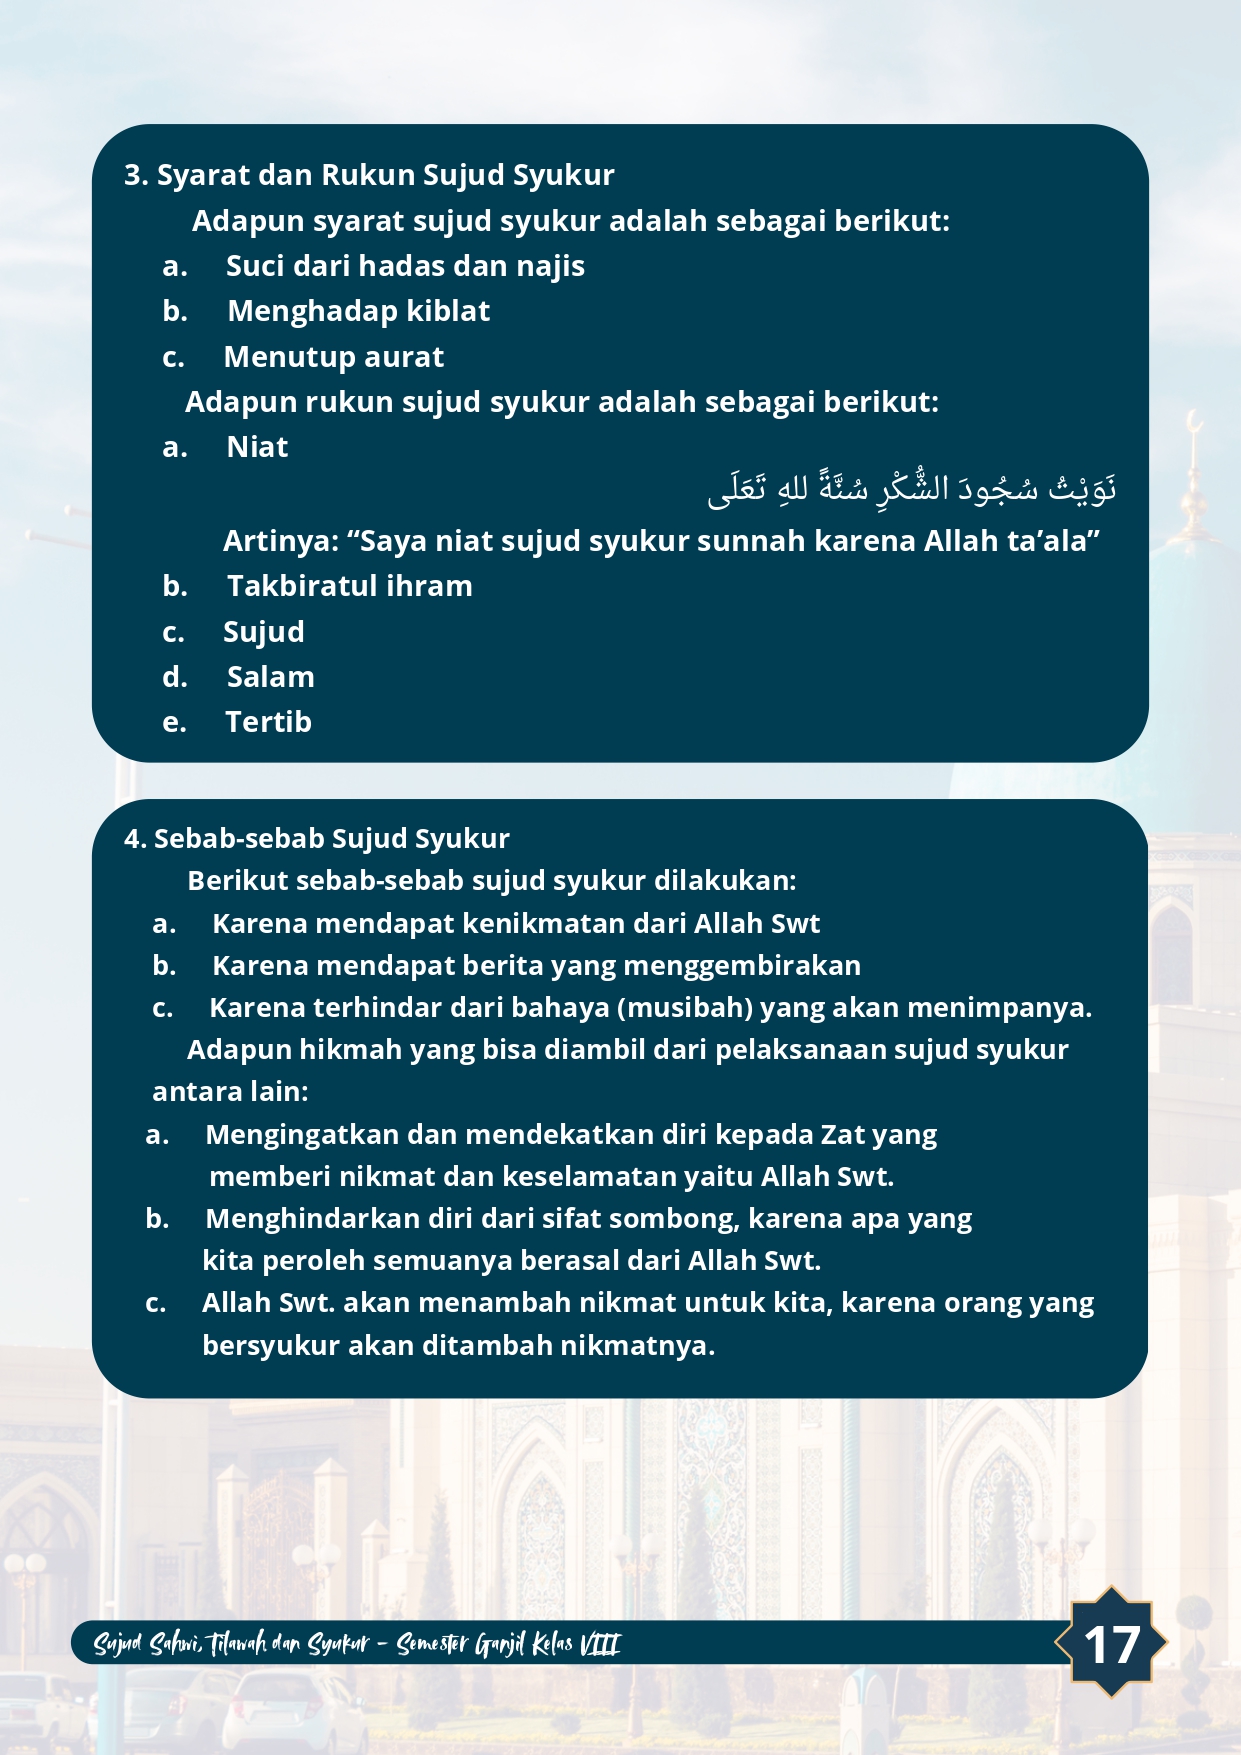 3. Syarat dan Rukun Sujud Syukur
Adapun syarat sujud syukur adalah sebagai berikut:
a. Suci dari hadas dan najis
b. Menghadap kiblat
c. Menutup aurat
Adapun rukun sujud syukur adalah sebagai berikut:
a. Niat
نَوَيْتُ سُجُودَ الشُّكْرِ سُنَّةً للهِ تَعَلَى
Artinya: “Saya niat sujud syukur sunnah karena Allah ta’ala”
b. Takbiratul ihram
c. Sujud
d. Salam
e. Tertib
4. Sebab-sebab Sujud Syukur
Berikut sebab-sebab sujud syukur dilakukan:
a. Karena mendapat kenikmatan dari Allah Swt
b. Karena mendapat berita yang menggembirakan
c. Karena terhindar dari bahaya (musibah) yang akan menimpanya.
Adapun hikmah yang bisa diambil dari pelaksanaan sujud syukur
antara lain:
a. Mengingatkan dan mendekatkan diri kepada Zat yang
memberi nikmat dan keselamatan yaitu Allah Swt.
b. Menghindarkan diri dari sifat sombong, karena apa yang
kita peroleh semuanya berasal dari Allah Swt.
c. Allah Swt. akan menambah nikmat untuk kita, karena orang yang
bersyukur akan ditambah nikmatnya.
Sujud Sahwi, Tilawah dan Syukur - Semester Ganjil Kelas VIII
17